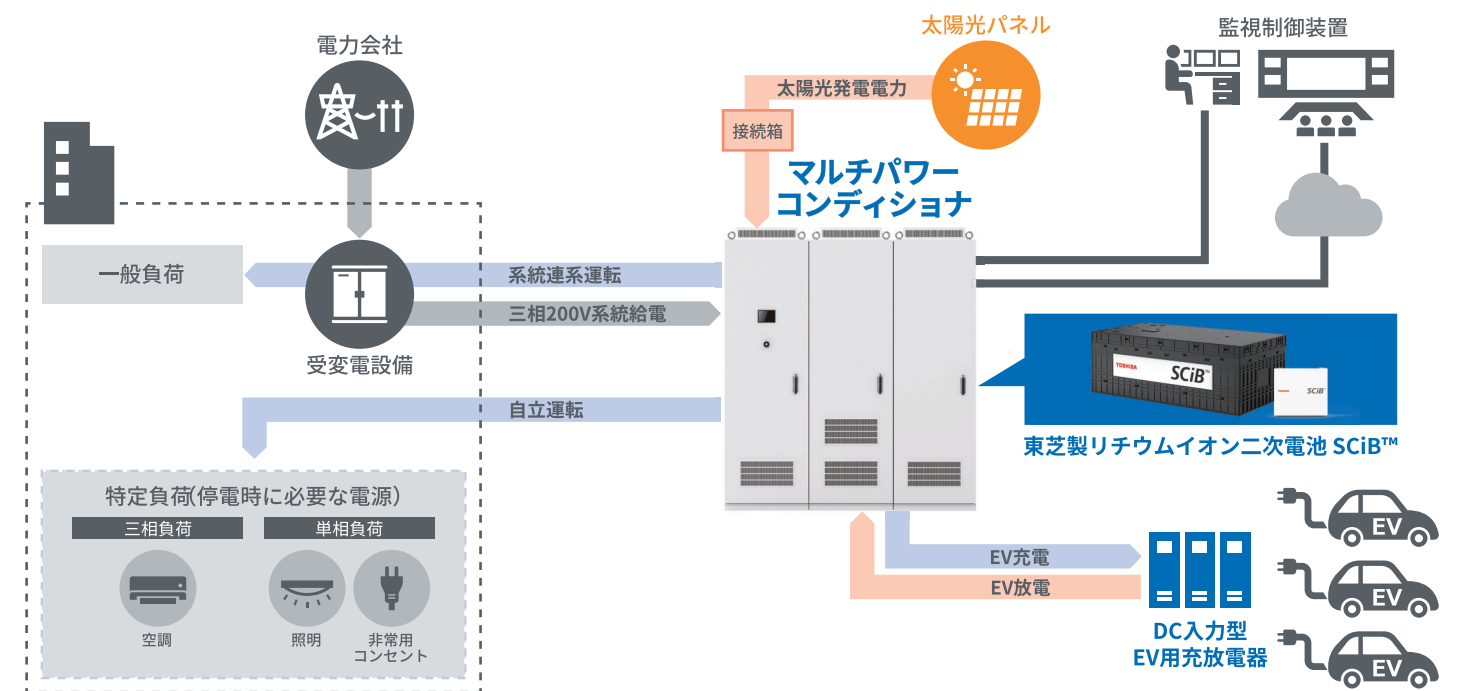 電力会社
太陽光パネル
監視制御装置
太陽光発電電力
接続箱
マルチパワー
コンディショナ
一般負荷
系統連系運転
三相200V系統給電
受変電設備
自立運転
TOSHIBA
SCiB™
SCiB™
東芝製リチウムイオン二次電池 SCiB™
特定負荷(停電時に必要な電源)
三相負荷
単相負荷
空調
照明
非常用
コンセント
EV充電
EV放電
DC入力型
EV用充放電器
EV
EV
EV